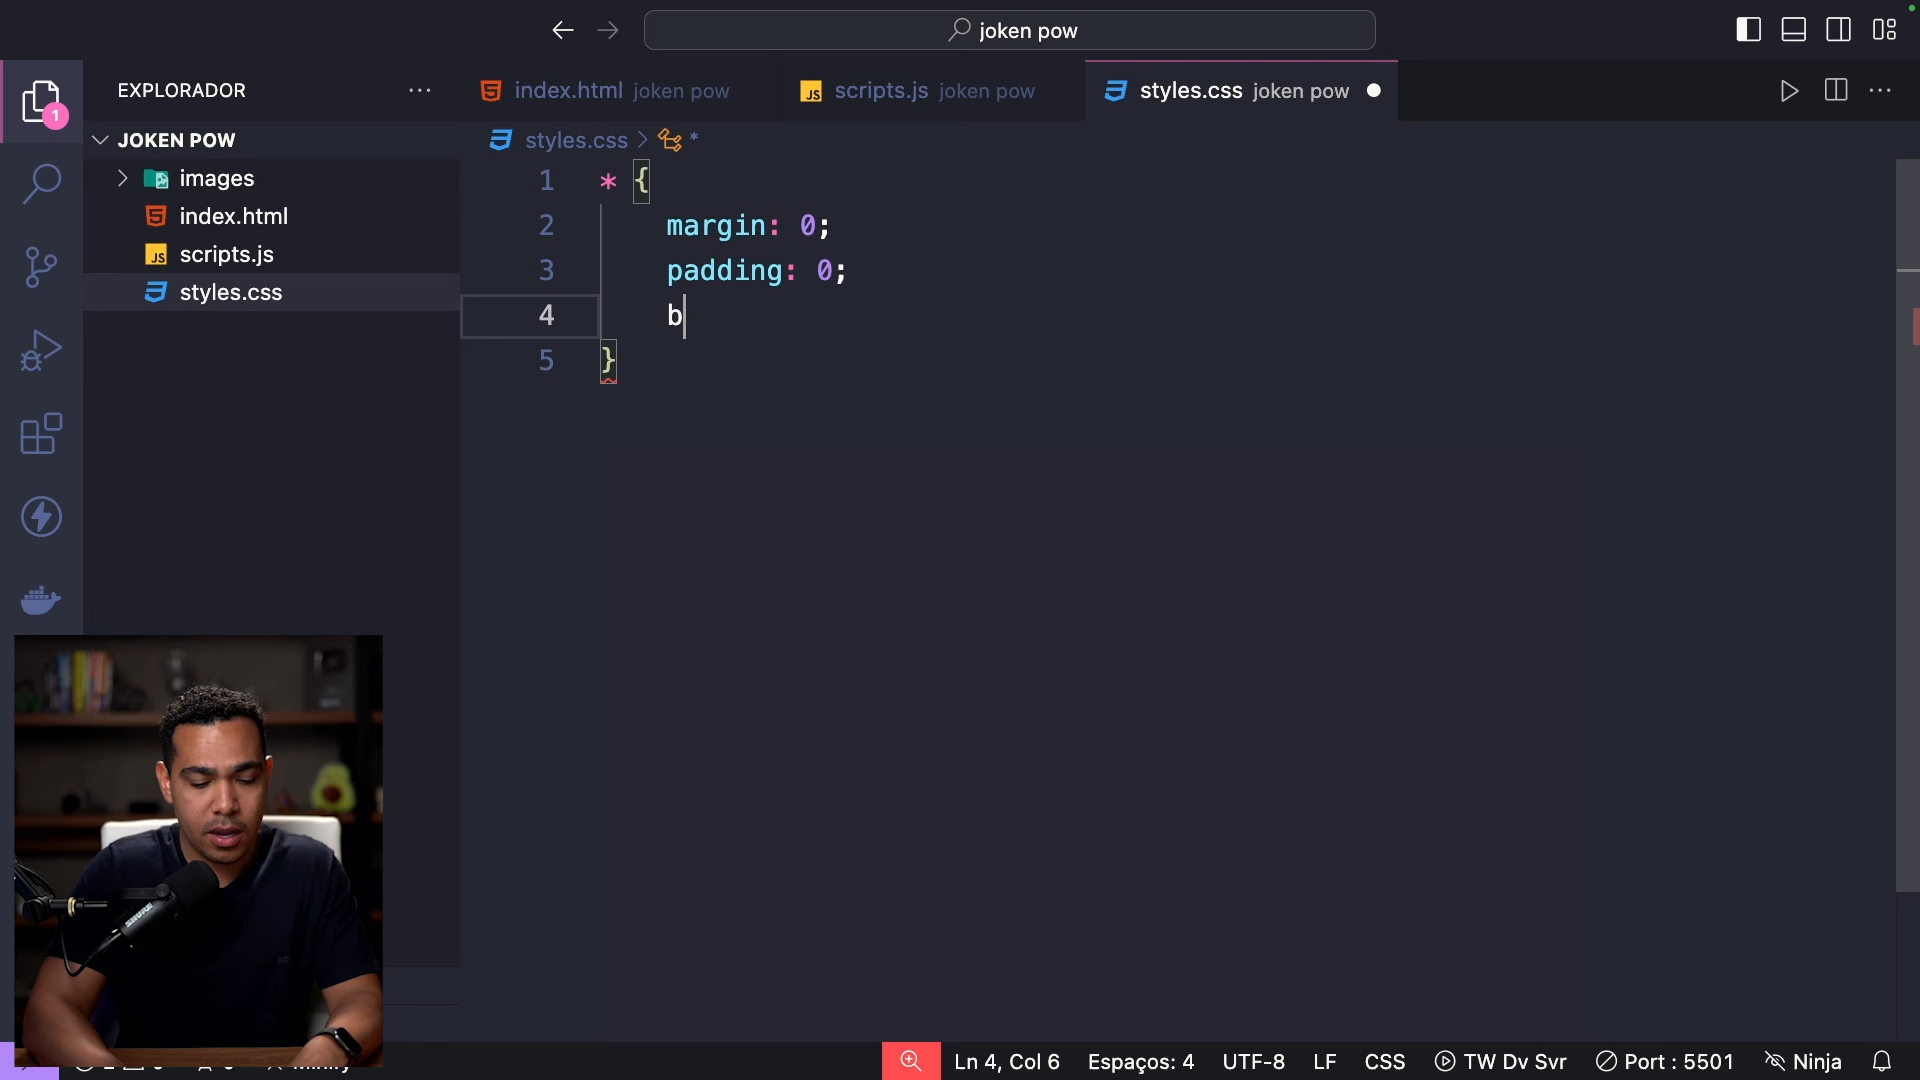 joken pow
EXPLORADOR
index.html joken pow
scripts.js joken pow
styles.css joken pow
1
JOKEN POW
styles.css > *
images
index.html
scripts.js
styles.css
1 * {
2 margin: 0;
3 padding: 0;
4 b
5 }
SHURE
Ln 4, Col 6
Espaços: 4
UTF-8
LF
CSS
TW Dv Svr
Port : 5501
Ninja